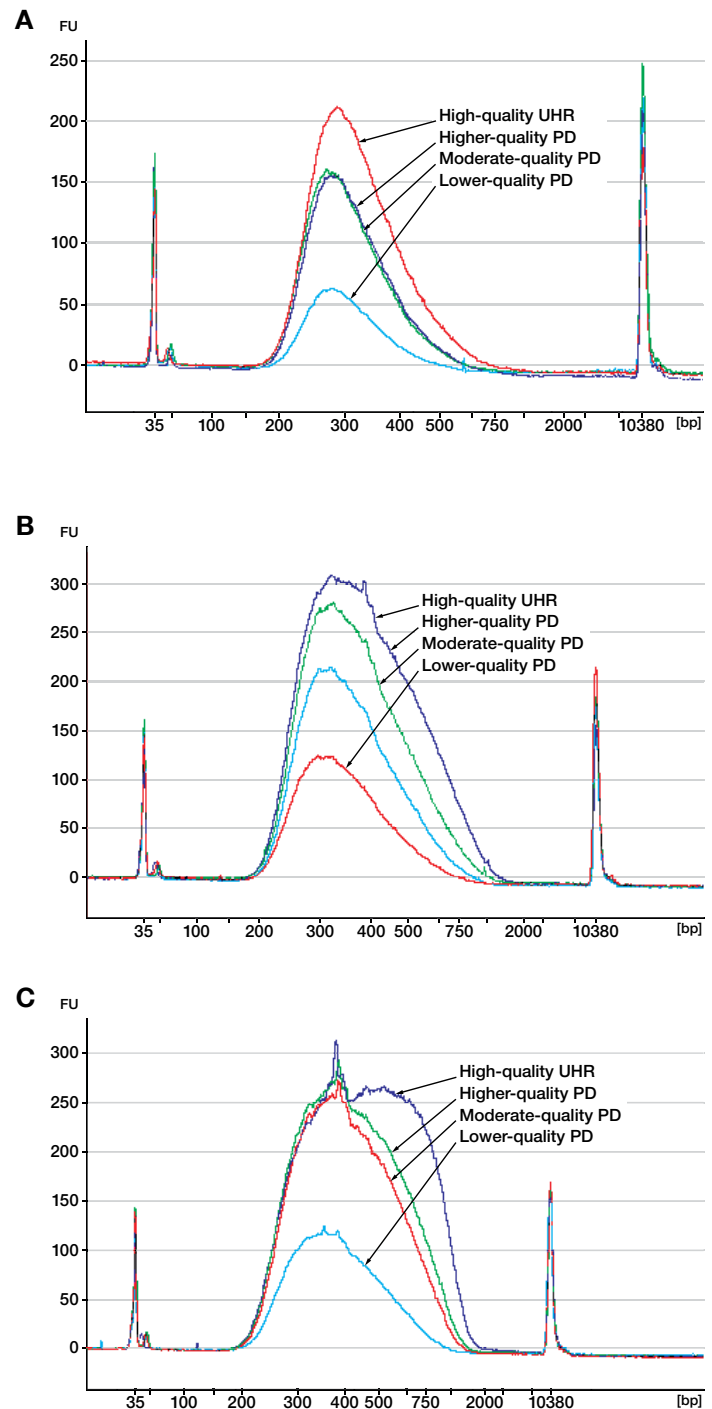 A
FU
250
200
150
100
50
0
High-quality UHR
Higher-quality PD
Moderate-quality PD
Lower-quality PD
35 100 200 300 400 500 750 2000 10380 [bp]
B
FU
300
250
200
150
100
50
0
High-quality UHR
Higher-quality PD
Moderate-quality PD
Lower-quality PD
35 100 200 300 400 500 750 2000 10380 [bp]
C
FU
300
250
200
150
100
50
0
High-quality UHR
Higher-quality PD
Moderate-quality PD
Lower-quality PD
35 100 200 300 400 500 750 2000 10380 [bp]